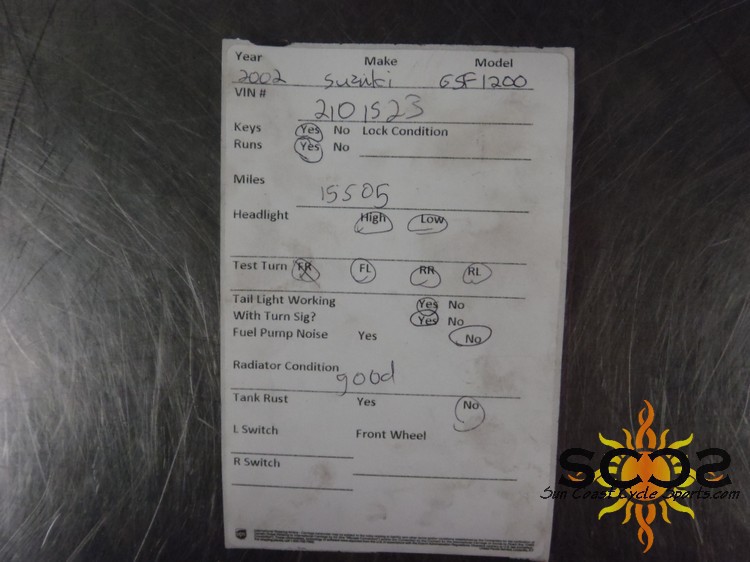 Year Make Model
2002 Suzuki GSF1200
VIN #
2101523
Keys Yes No Lock Condition
Runs Yes No
Miles
15505
Headlight High Low
Test Turn FR FL RR RL
Tail Light Working Yes No
With Turn Sig? Yes No
Fuel Pump Noise Yes No
Radiator Condition
good
Tank Rust Yes No
L Switch Front Wheel
R Switch
SCCS
Sun Coast Cycle Sports.com